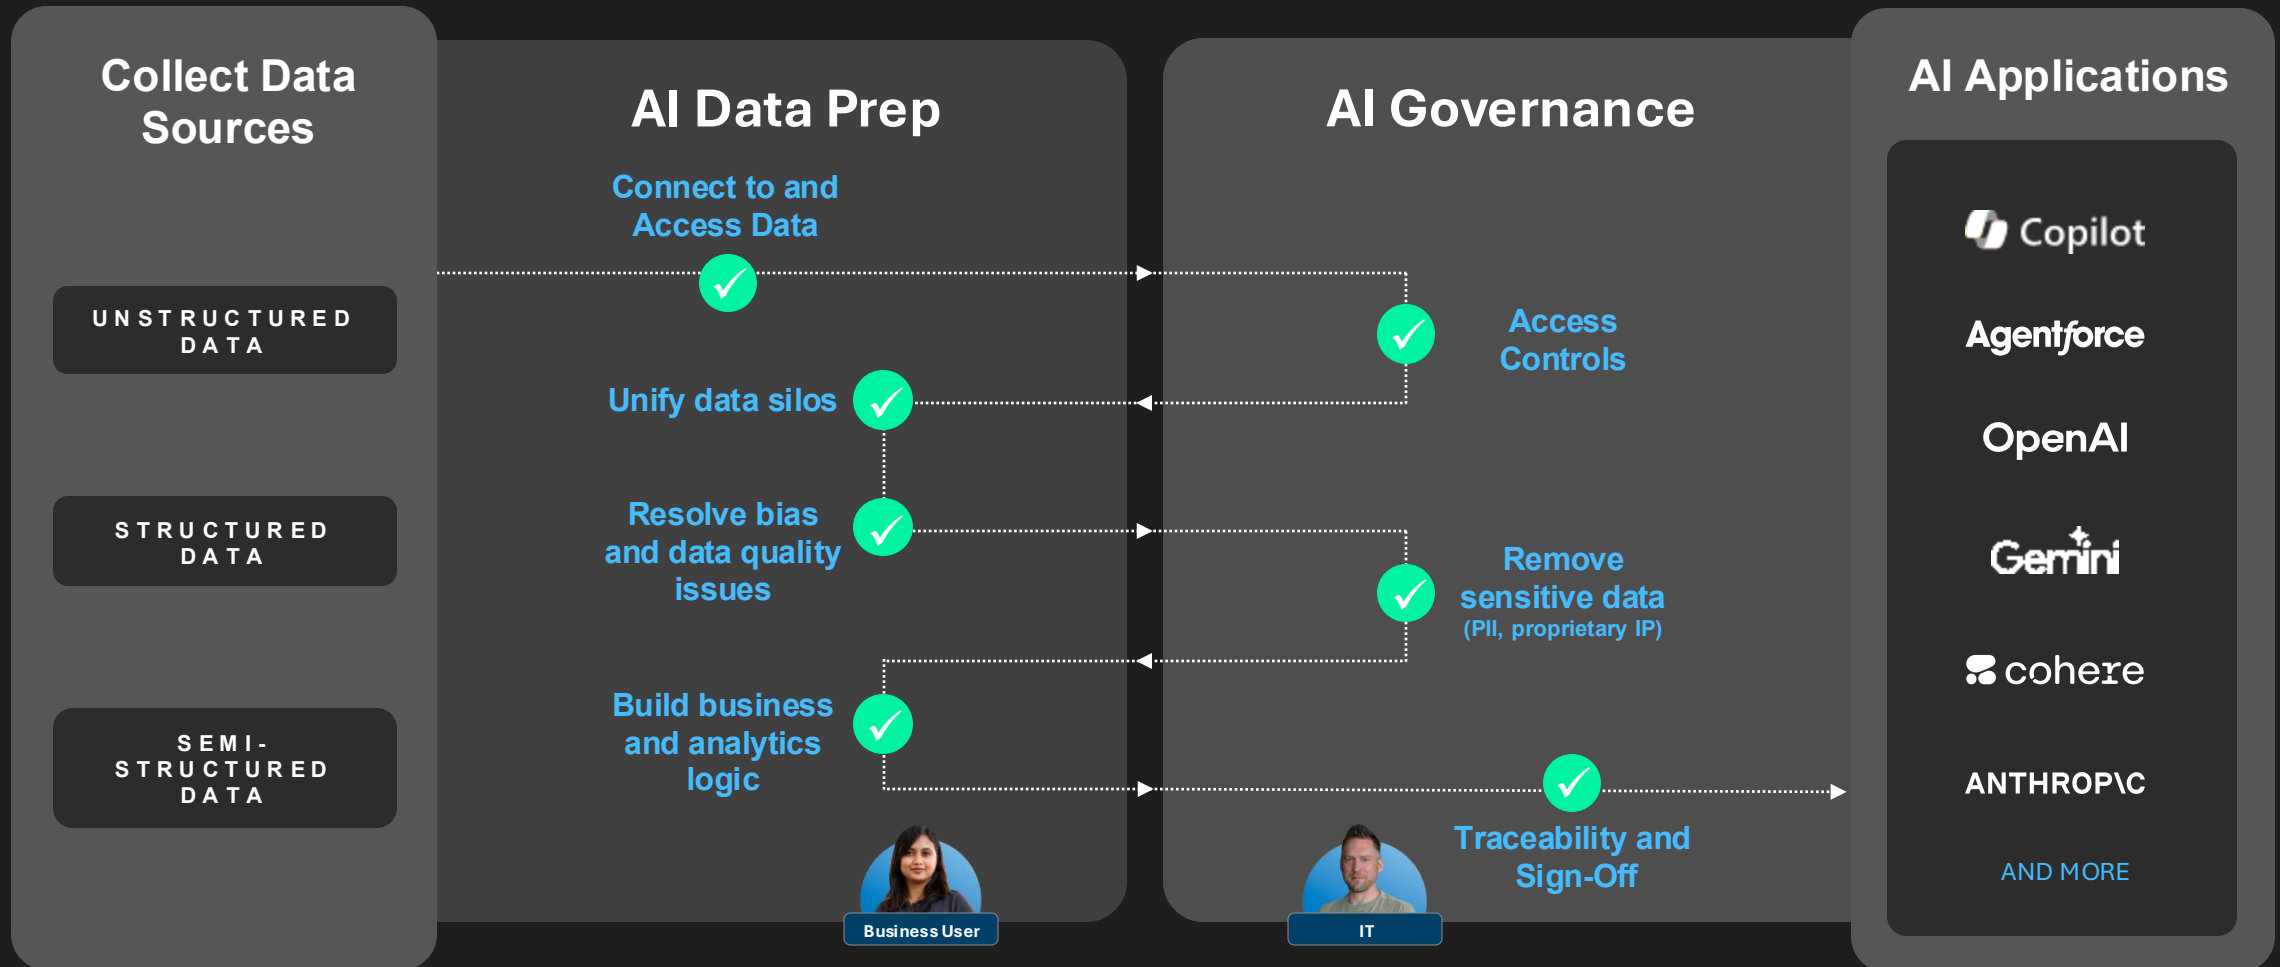 Collect Data
Sources
UNSTRUCTURED
DATA
STRUCTURED
DATA
SEMI-
STRUCTURED
DATA
AI Data Prep
Connect to and
Access Data
Unify data silos
Resolve bias
and data quality
issues
Build business
and analytics
logic
Business User
AI Governance
Access
Controls
Remove
sensitive data
(PII, proprietary IP)
Traceability and
Sign-Off
IT
AI Applications
Copilot
Agentforce
OpenAI
Gemini
cohere
ANTHROP\C
AND MORE